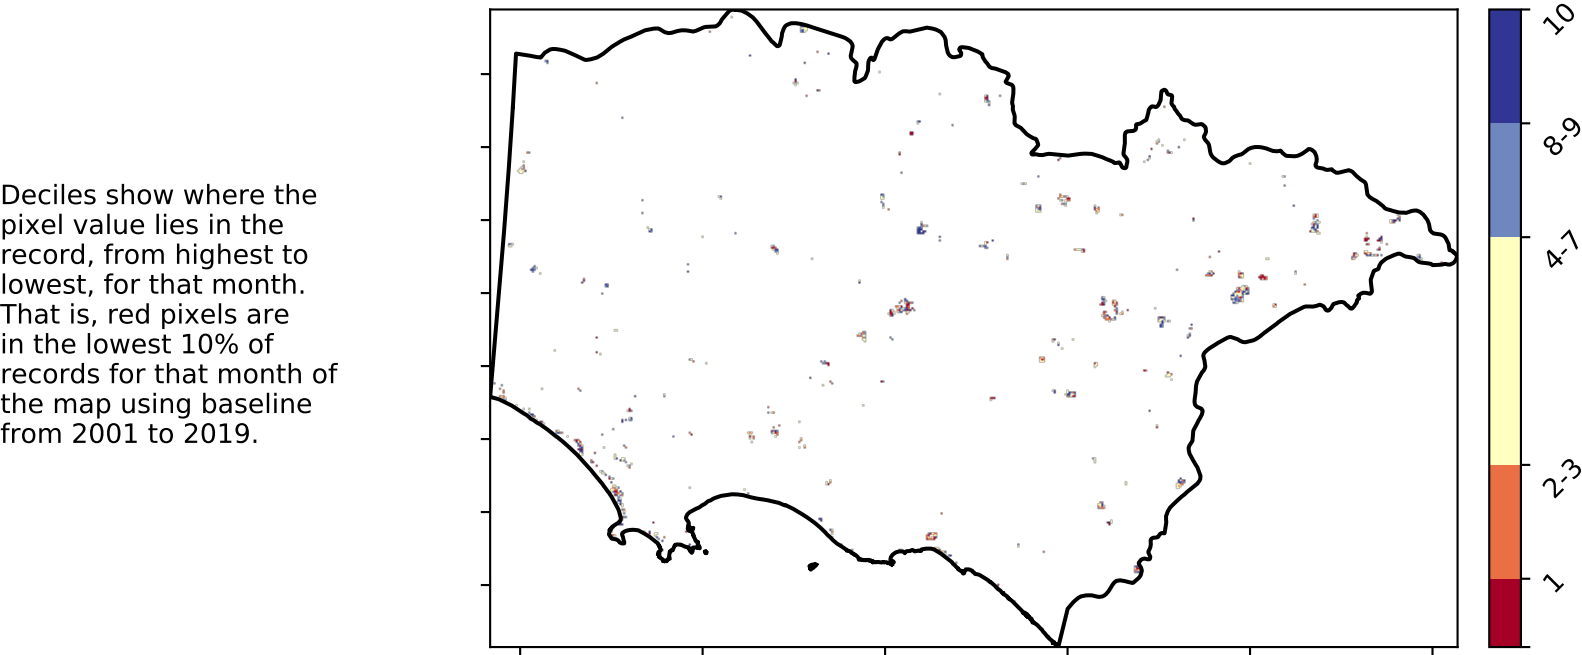 Deciles show where the
pixel value lies in the
record, from highest to
lowest, for that month.
That is, red pixels are
in the lowest 10% of
records for that month of
the map using baseline
from 2001 to 2019.
10
8-9
4-7
2-3
1